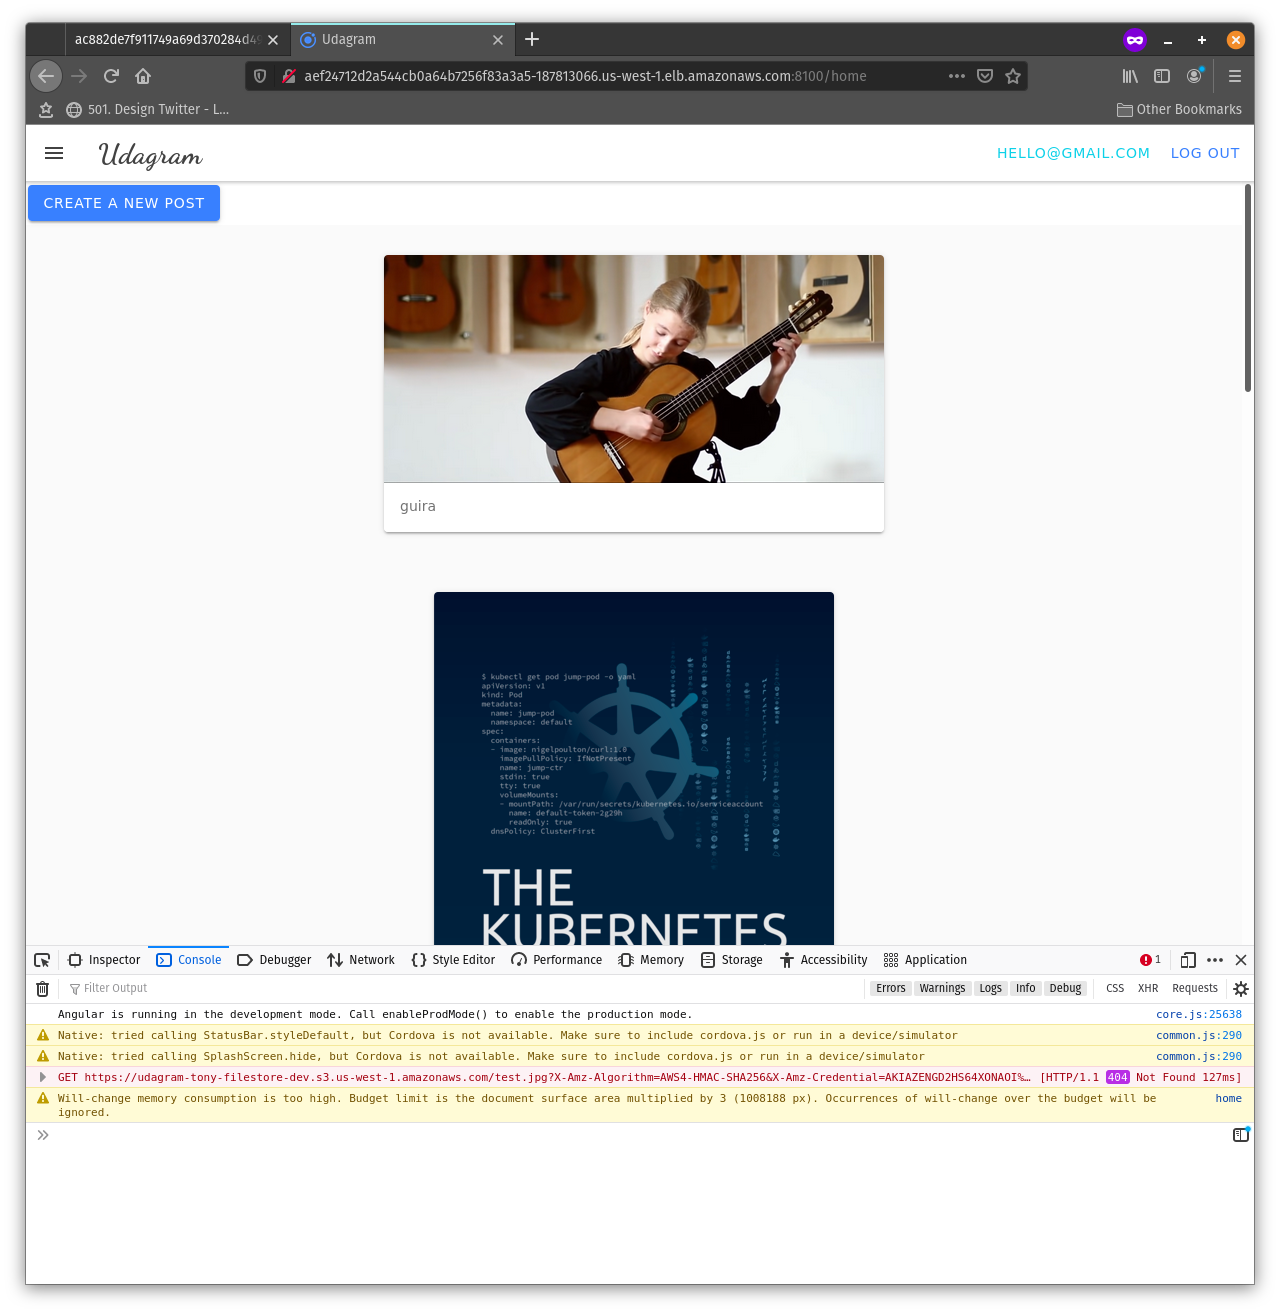 ac882de7f911749a69d370284d49
Udagram
aef24712d2a544cb0a64b7256f83a3a5-187813066.us-west-1.elb.amazonaws.com:8100/home
501. Design Twitter - L…
Other Bookmarks
Udagram
HELLO@GMAIL.COM
LOG OUT
CREATE A NEW POST
guira
$ kubectl get pod jump-pod -o yaml
apiVersion: v1
kind: Pod
metadata:
name: jump-pod
namespace: default
spec:
containers:
- image: nigelpoulton/curl:1.0
imagePullPolicy: IfNotPresent
name: jump-ctr
stdin: true
tty: true
volumeMounts:
- mountPath: /var/run/secrets/kubernetes.io/serviceaccount
name: default-token-2g29h
readOnly: true
dnsPolicy: ClusterFirst
THE
KUBERNETES
Inspector
Console
Debugger
Network
Style Editor
Performance
Memory
Storage
Accessibility
Application
1
Filter Output
Errors
Warnings
Logs
Info
Debug
CSS
XHR
Requests
Angular is running in the development mode. Call enableProdMode() to enable the production mode.
core.js:25638
Native: tried calling StatusBar.styleDefault, but Cordova is not available. Make sure to include cordova.js or run in a device/simulator
common.js:290
Native: tried calling SplashScreen.hide, but Cordova is not available. Make sure to include cordova.js or run in a device/simulator
common.js:290
GET https://udagram-tony-filestore-dev.s3.us-west-1.amazonaws.com/test.jpg?X-Amz-Algorithm=AWS4-HMAC-SHA256&X-Amz-Credential=AKIAZENGD2HS64XONAOI%…
[HTTP/1.1 404 Not Found 127ms]
Will-change memory consumption is too high. Budget limit is the document surface area multiplied by 3 (1008188 px). Occurrences of will-change over the budget will be
ignored.
home